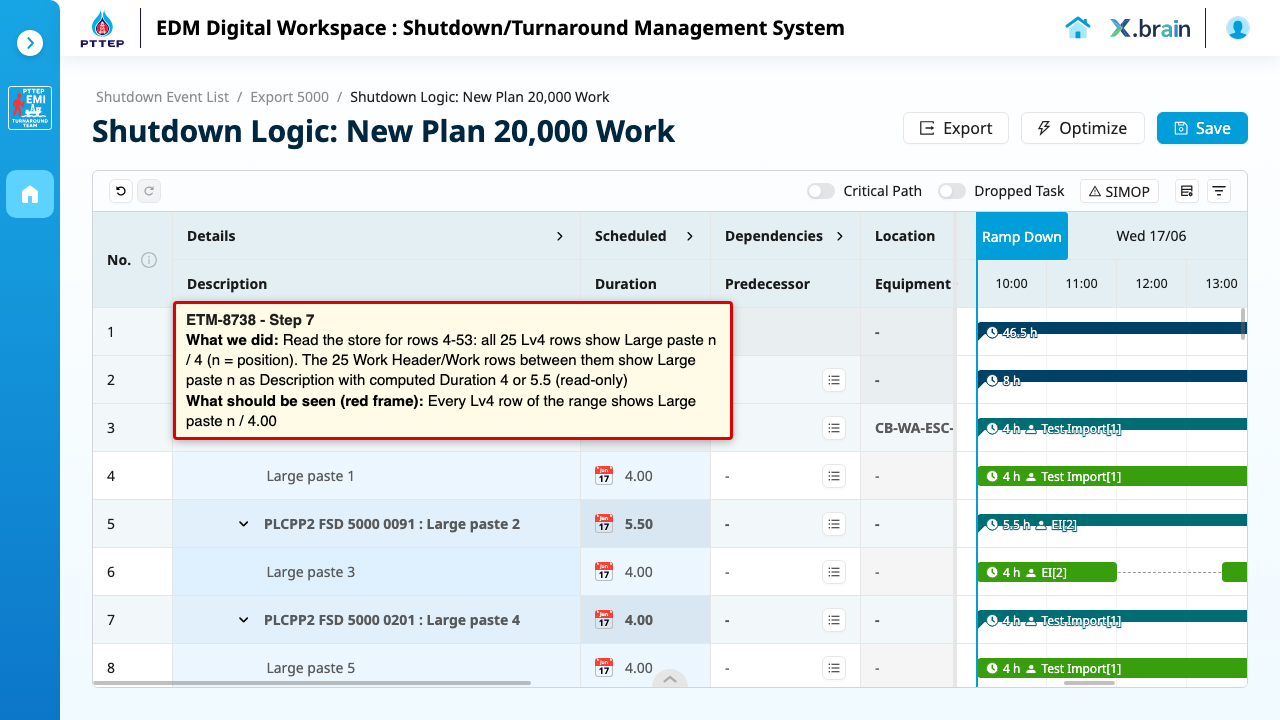 PTTEP
EDM Digital Workspace : Shutdown/Turnaround Management System
X.brain
PTTEP
EMI
TURNAROUND
TEAM
Shutdown Event List / Export 5000 / Shutdown Logic: New Plan 20,000 Work
Shutdown Logic: New Plan 20,000 Work
Export
Optimize
Save
Critical Path
Dropped Task
SIMOP
No.
Details
Scheduled
Dependencies
Location
Ramp Down
Wed 17/06
Description
Duration
Predecessor
Equipment
10:00
11:00
12:00
13:00
ETM-8738 - Step 7
What we did: Read the store for rows 4-53: all 25 Lv4 rows show Large paste n
/ 4 (n = position). The 25 Work Header/Work rows between them show Large
paste n as Description with computed Duration 4 or 5.5 (read-only)
What should be seen (red frame): Every Lv4 row of the range shows Large
paste n / 4.00
1
-
46.5 h
2
-
8 h
3
CB-WA-ESC-
4 h Test Import[1]
4
Large paste 1
4.00
-
-
4 h Test Import[1]
5
PLCPP2 FSD 5000 0091 : Large paste 2
5.50
-
-
5.5 h EI[2]
6
Large paste 3
4.00
-
-
4 h EI[2]
7
PLCPP2 FSD 5000 0201 : Large paste 4
4.00
-
-
4 h Test Import[1]
8
Large paste 5
4.00
-
-
4 h Test Import[1]